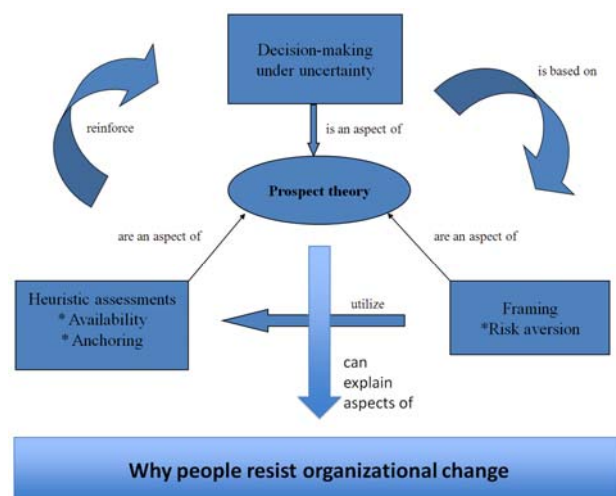 Decision-making
under uncertainty
is based on
reinforce
is an aspect of
Prospect theory
are an aspect of
are an aspect of
Heuristic assessments
* Availability
* Anchoring
utilize
Framing
*Risk aversion
can
explain
aspects of
Why people resist organizational change